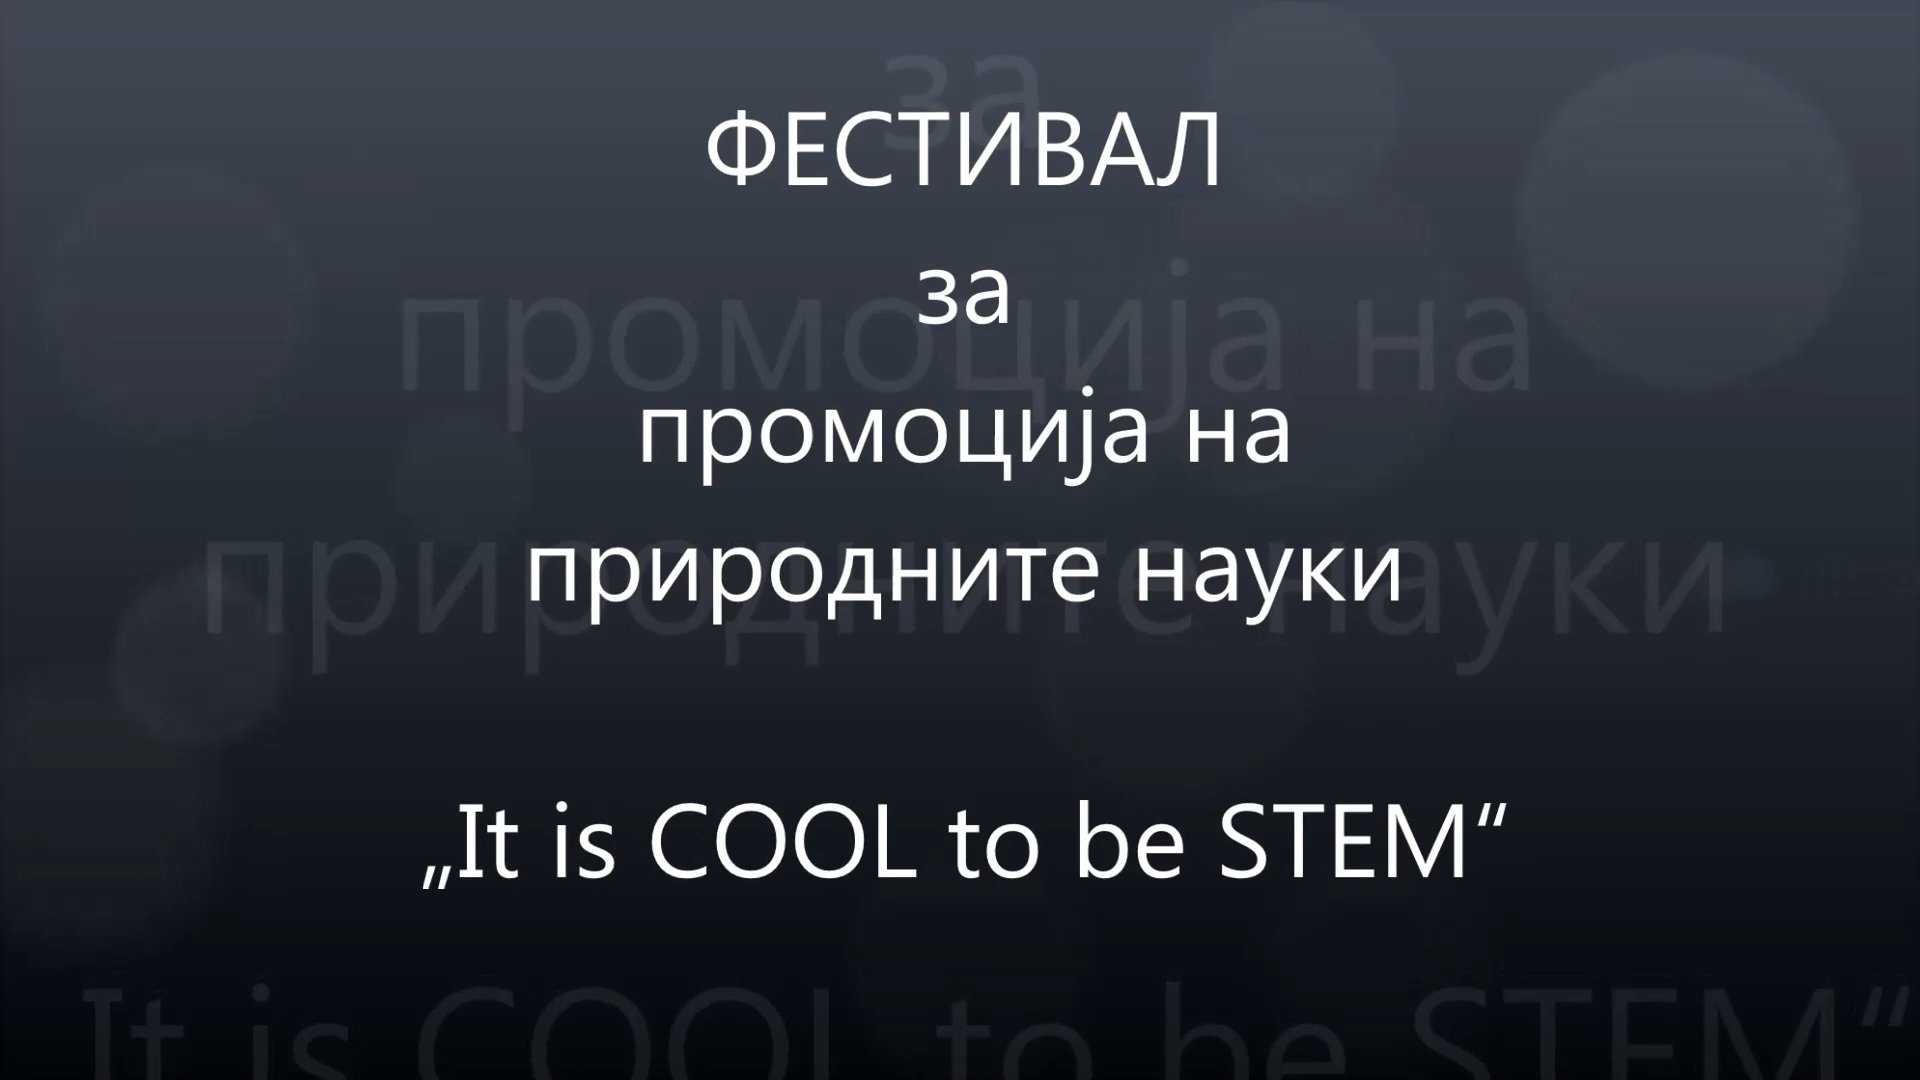 ФЕСТИВАЛ
за
промоција на
природните науки
„It is COOL to be STEM“